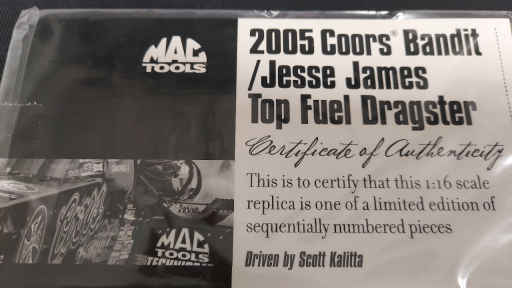 MAC
TOOLS
2005 Coors® Bandit
/Jesse James
Top Fuel Dragster
Certificate of Authenticity
This is to certify that this 1:16 scale
replica is one of a limited edition of
sequentially numbered pieces
Driven by Scott Kalitta
Coors
MAC
TOOLS